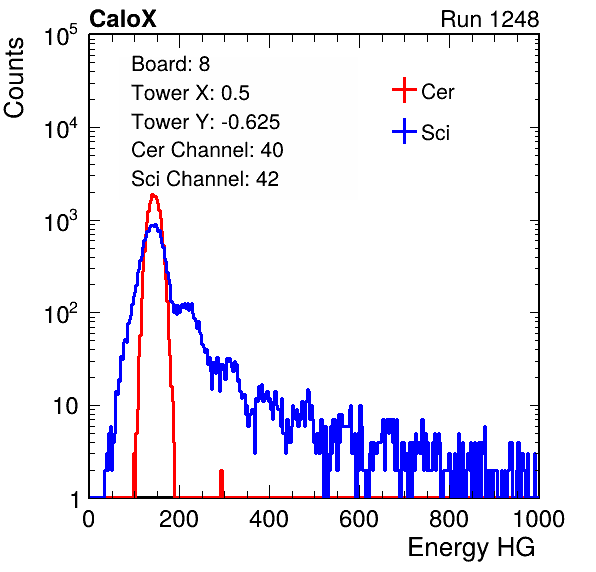 CaloX Run 1248
Counts
10^5
10^4
10^3
10^2
10
1
Board: 8
Tower X: 0.5
Tower Y: -0.625
Cer Channel: 40
Sci Channel: 42
Cer
Sci
0 200 400 600 800 1000
Energy HG